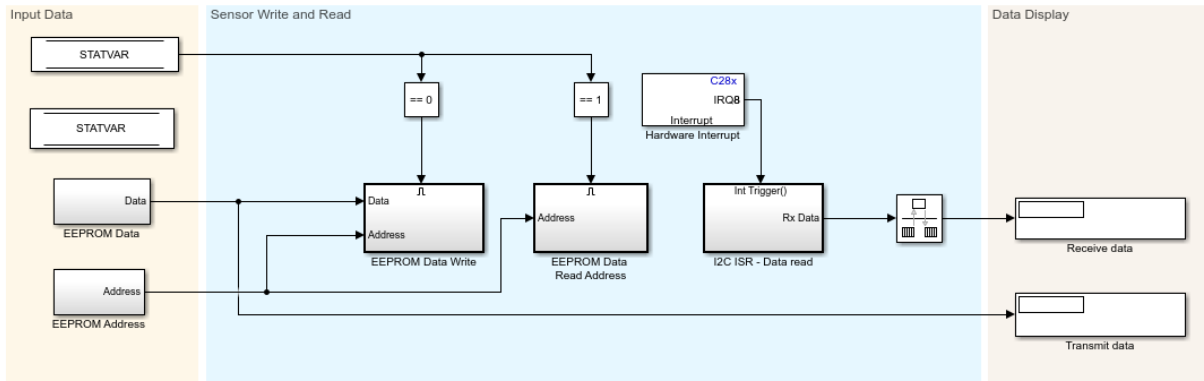 Input Data
Sensor Write and Read
Data Display
STATVAR
== 0
== 1
C28x
IRQ8
Interrupt
Hardware Interrupt
STATVAR
Data
EEPROM Data
Data
Address
EEPROM Data Write
Address
EEPROM Data
Read Address
Int Trigger()
Rx Data
I2C ISR - Data read
Receive data
Address
EEPROM Address
Transmit data